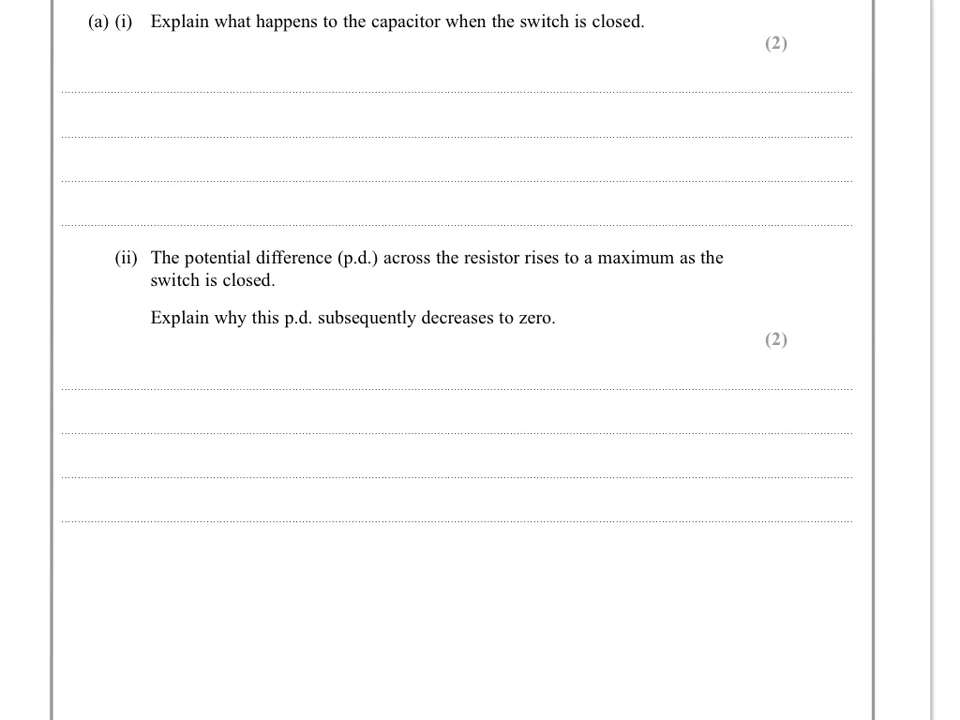 (a) (i) Explain what happens to the capacitor when the switch is closed.
(2)
(ii) The potential difference (p.d.) across the resistor rises to a maximum as the
switch is closed.
Explain why this p.d. subsequently decreases to zero.
(2)